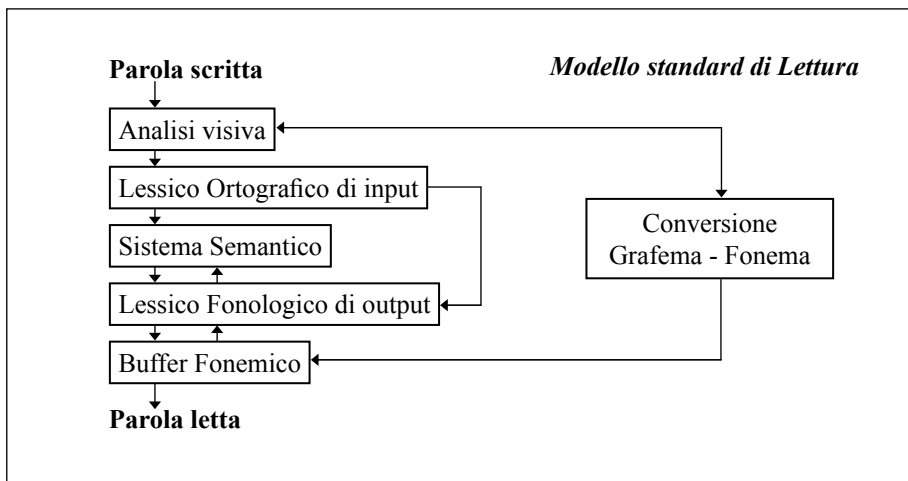 Parola scritta
Modello standard di Lettura
Analisi visiva
Lessico Ortografico di input
Sistema Semantico
Conversione
Grafema - Fonema
Lessico Fonologico di output
Buffer Fonemico
Parola letta